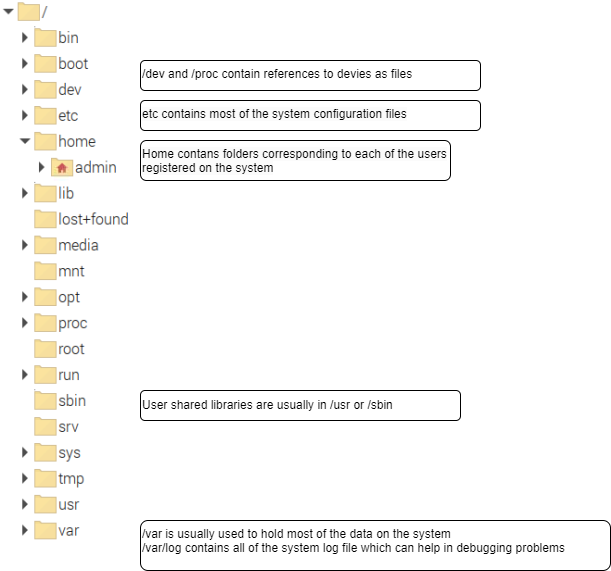 /
bin
boot
/dev and /proc contain references to devies as files
dev
etc
etc contains most of the system configuration files
home
Home contans folders corresponding to each of the users
registered on the system
admin
lib
lost+found
media
mnt
opt
proc
root
run
sbin
User shared libraries are usually in /usr or /sbin
srv
sys
tmp
usr
var
/var is usually used to hold most of the data on the system
/var/log contains all of the system log file which can help in debugging problems